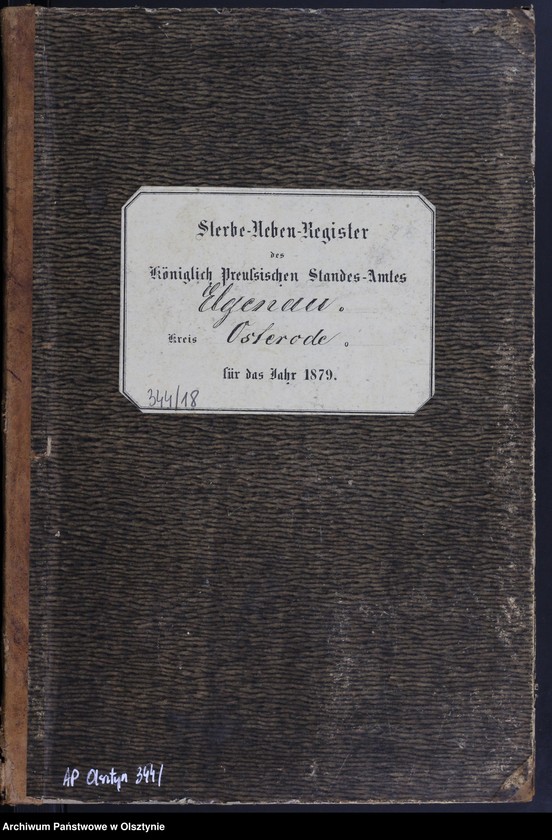 Sterbe-Neben-Register
des
Königlich Preußischen Standes-Amtes
Elgenau.
Kreis Osterode.
für das Jahr 1879.
344/18
AP Olsztyn 344/
Archiwum Państwowe w Olsztynie